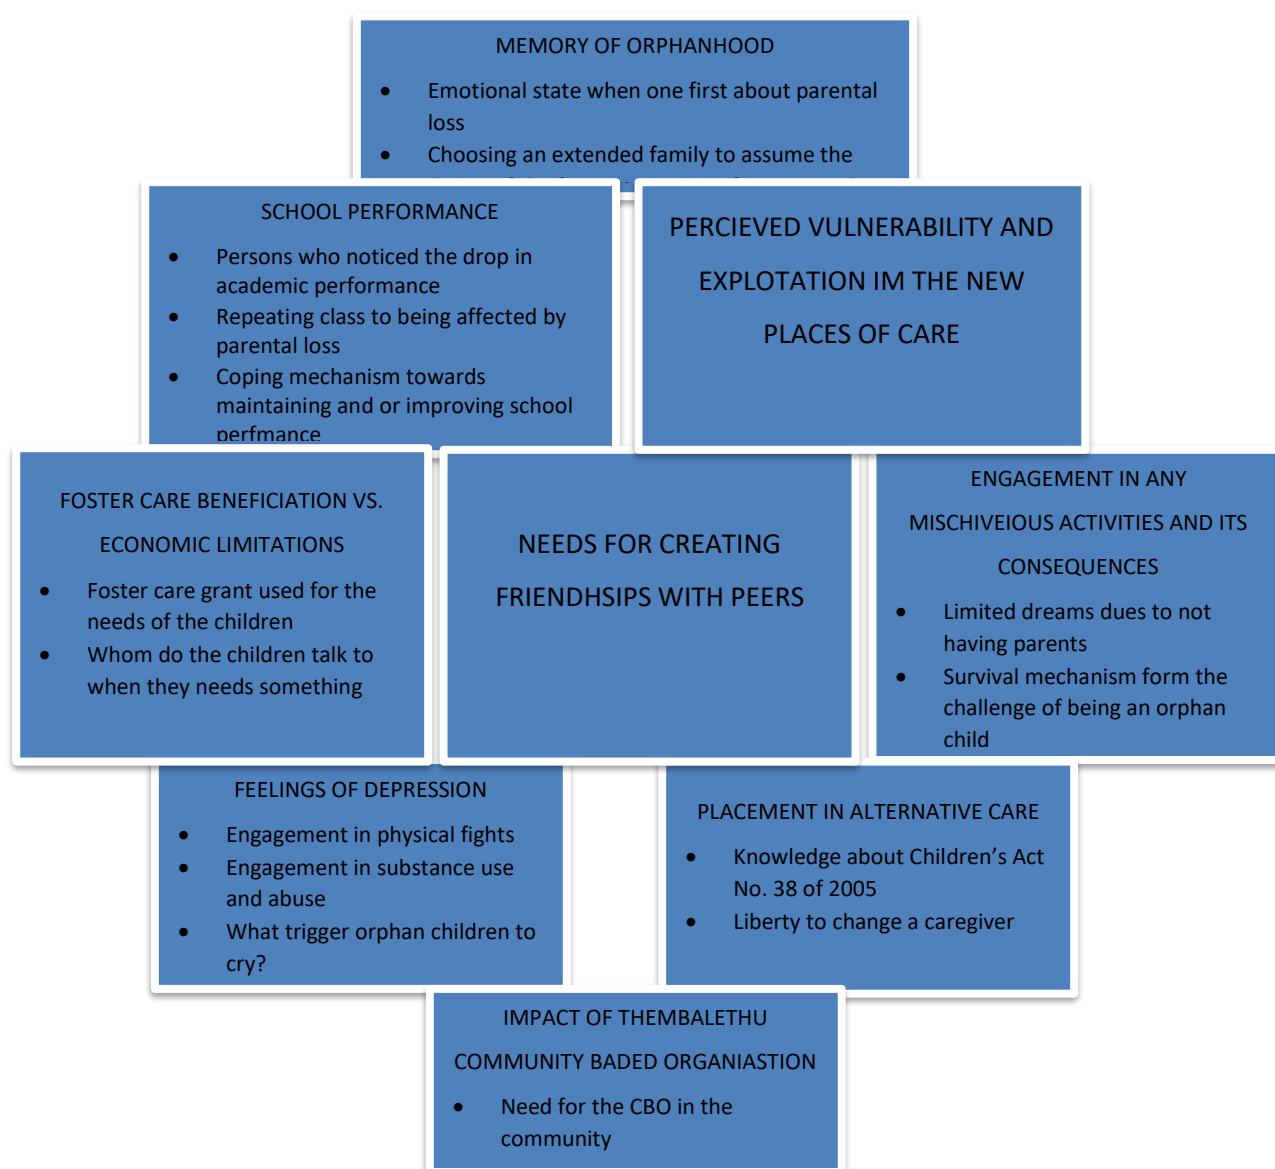 MEMORY OF ORPHANHOOD
• Emotional state when one first about parental
loss
• Choosing an extended family to assume the
SCHOOL PERFORMANCE
• Persons who noticed the drop in
academic performance
• Repeating class to being affected by
parental loss
• Coping mechanism towards
maintaining and or improving school
perfmance
PERCIEVED VULNERABILITY AND
EXPLOTATION IM THE NEW
PLACES OF CARE
FOSTER CARE BENEFICIATION VS.
ECONOMIC LIMITATIONS
• Foster care grant used for the
needs of the children
• Whom do the children talk to
when they needs something
NEEDS FOR CREATING
FRIENDHSIPS WITH PEERS
ENGAGEMENT IN ANY
MISCHIVEIOUS ACTIVITIES AND ITS
CONSEQUENCES
• Limited dreams dues to not
having parents
• Survival mechanism form the
challenge of being an orphan
child
FEELINGS OF DEPRESSION
• Engagement in physical fights
• Engagement in substance use
and abuse
• What trigger orphan children to
cry?
PLACEMENT IN ALTERNATIVE CARE
• Knowledge about Children’s Act
No. 38 of 2005
• Liberty to change a caregiver
IMPACT OF THEMBALETHU
COMMUNITY BADED ORGANIASTION
• Need for the CBO in the
community